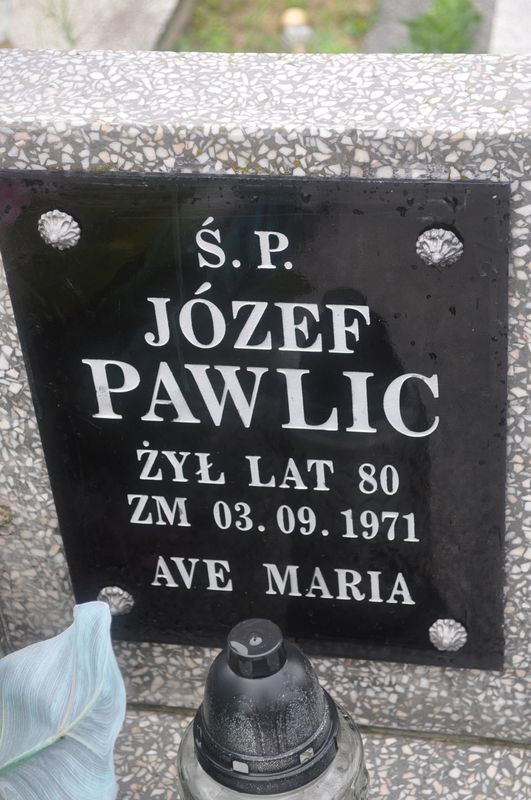 Ś. P.
JÓZEF
PAWLIC
ŻYŁ LAT 80
ZM 03. 09. 1971
AVE MARIA